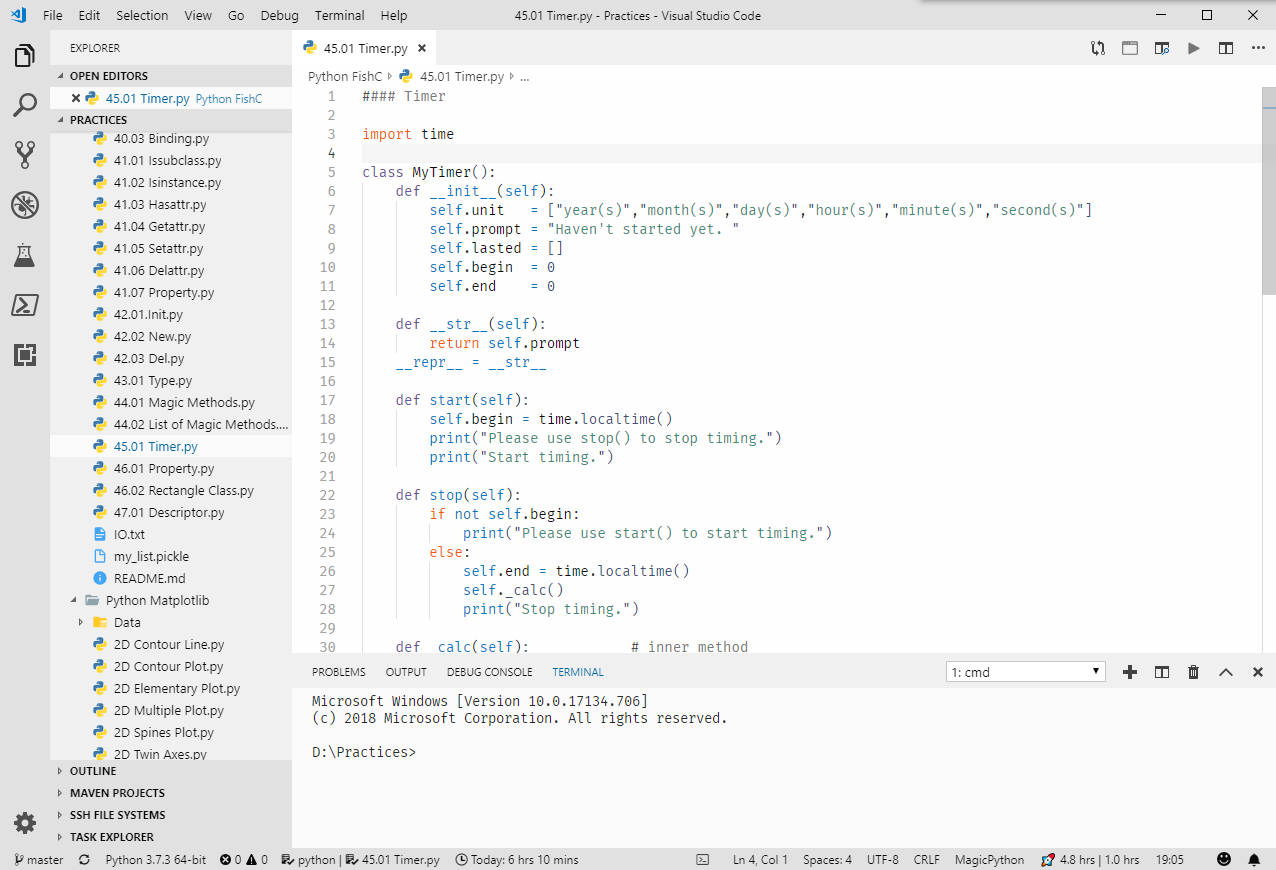 File Edit Selection View Go Debug Terminal Help 45.01 Timer.py - Practices - Visual Studio Code
EXPLORER
OPEN EDITORS
45.01 Timer.py Python FishC
PRACTICES
40.03 Binding.py
41.01 Issubclass.py
41.02 Isinstance.py
41.03 Hasattr.py
41.04 Getattr.py
41.05 Setattr.py
41.06 Delattr.py
41.07 Property.py
42.01.Init.py
42.02 New.py
42.03 Del.py
43.01 Type.py
44.01 Magic Methods.py
44.02 List of Magic Methods....
45.01 Timer.py
46.01 Property.py
46.02 Rectangle Class.py
47.01 Descriptor.py
IO.txt
my_list.pickle
README.md
Python Matplotlib
Data
2D Contour Line.py
2D Contour Plot.py
2D Elementary Plot.py
2D Multiple Plot.py
2D Spines Plot.py
2D Twin Axes.py
OUTLINE
MAVEN PROJECTS
SSH FILE SYSTEMS
TASK EXPLORER
45.01 Timer.py
Python FishC 45.01 Timer.py ...
1 #### Timer
2
3 import time
4
5 class MyTimer():
6 def __init__(self):
7 self.unit = ["year(s)","month(s)","day(s)","hour(s)","minute(s)","second(s)"]
8 self.prompt = "Haven't started yet. "
9 self.lasted = []
10 self.begin = 0
11 self.end = 0
12
13 def __str__(self):
14 return self.prompt
15 __repr__ = __str__
16
17 def start(self):
18 self.begin = time.localtime()
19 print("Please use stop() to stop timing.")
20 print("Start timing.")
21
22 def stop(self):
23 if not self.begin:
24 print("Please use start() to start timing.")
25 else:
26 self.end = time.localtime()
27 self._calc()
28 print("Stop timing.")
29
30 def _calc(self): # inner method
PROBLEMS OUTPUT DEBUG CONSOLE TERMINAL 1: cmd
Microsoft Windows [Version 10.0.17134.706]
(c) 2018 Microsoft Corporation. All rights reserved.
D:\Practices>
master Python 3.7.3 64-bit 0 0 python | 45.01 Timer.py Today: 6 hrs 10 mins Ln 4, Col 1 Spaces: 4 UTF-8 CRLF MagicPython 4.8 hrs | 1.0 hrs 19:05